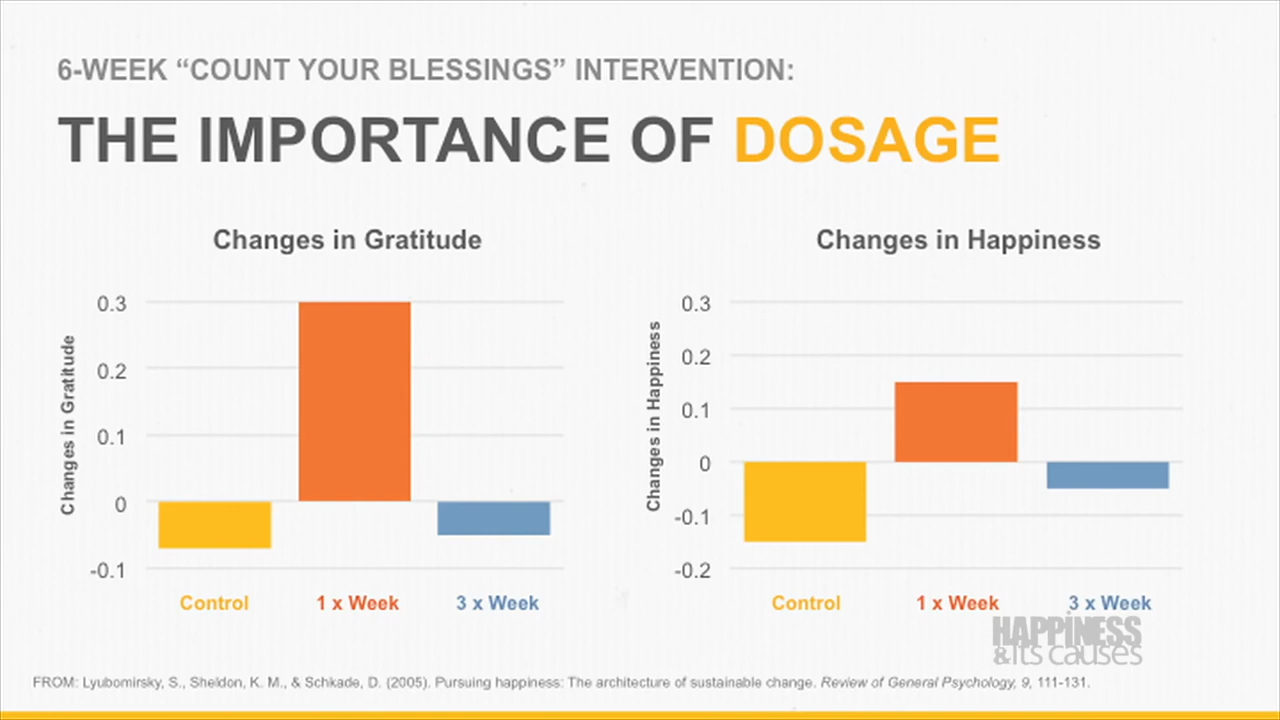 6-WEEK “COUNT YOUR BLESSINGS” INTERVENTION:
THE IMPORTANCE OF DOSAGE
Changes in Gratitude
Changes in Gratitude
0.3
0.2
0.1
0
-0.1
Control 1 x Week 3 x Week
Changes in Happiness
Changes in Happiness
0.3
0.2
0.1
0
-0.1
-0.2
Control 1 x Week 3 x Week
HAPPINESS
&its causes
FROM: Lyubomirsky, S., Sheldon, K. M., & Schkade, D. (2005). Pursuing happiness: The architecture of sustainable change. Review of General Psychology, 9, 111-131.